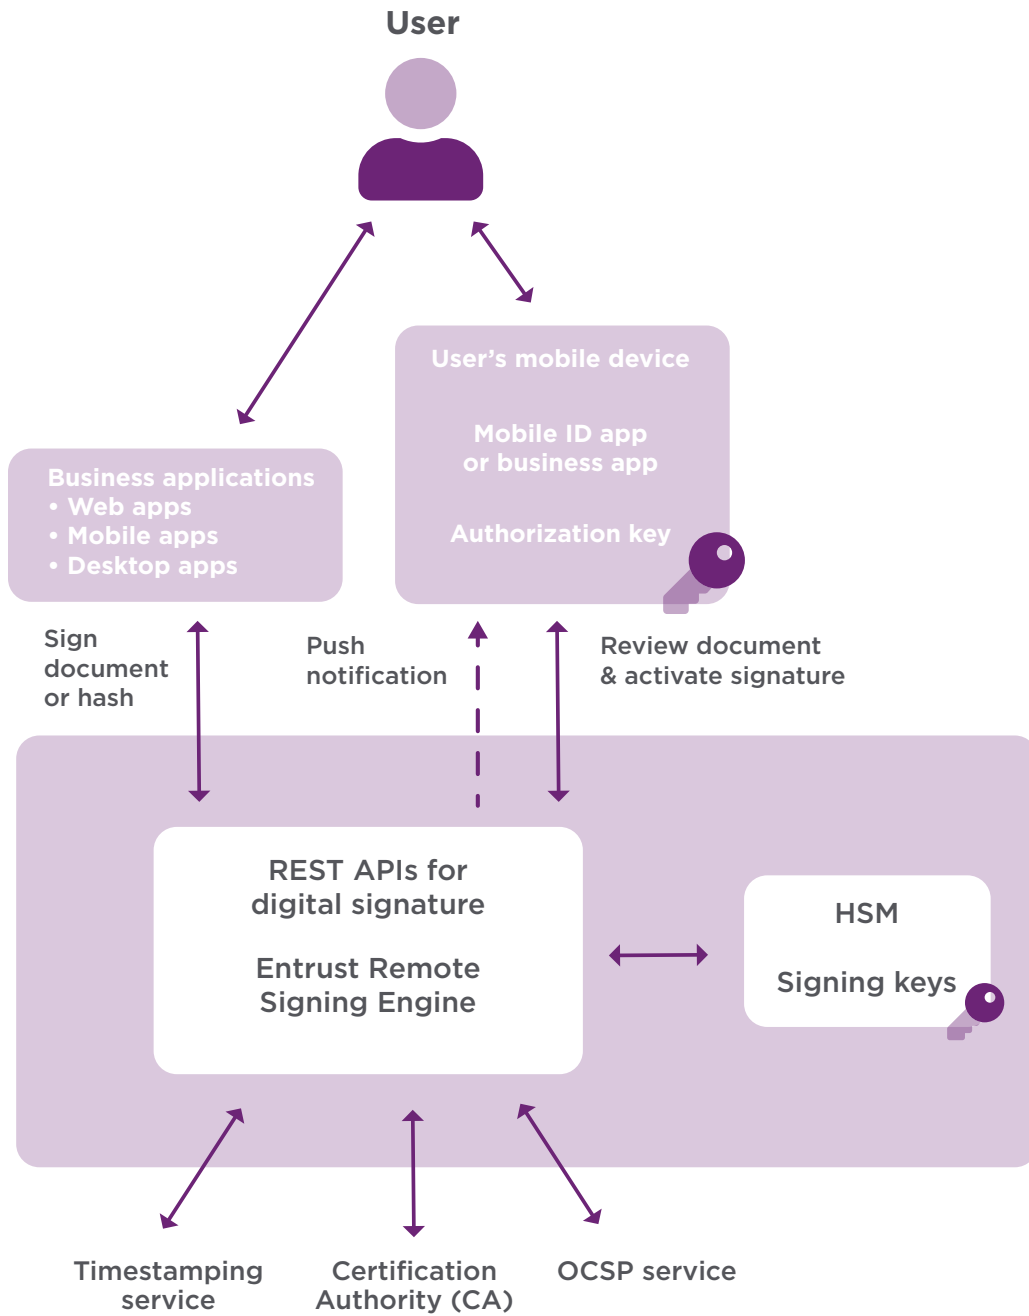 User
User’s mobile device
Mobile ID app
or business app
Authorization key
Business applications
• Web apps
• Mobile apps
• Desktop apps
Sign
document
or hash
Push
notification
Review document
& activate signature
REST APIs for
digital signature
Entrust Remote
Signing Engine
HSM
Signing keys
Timestamping
service
Certification
Authority (CA)
OCSP service